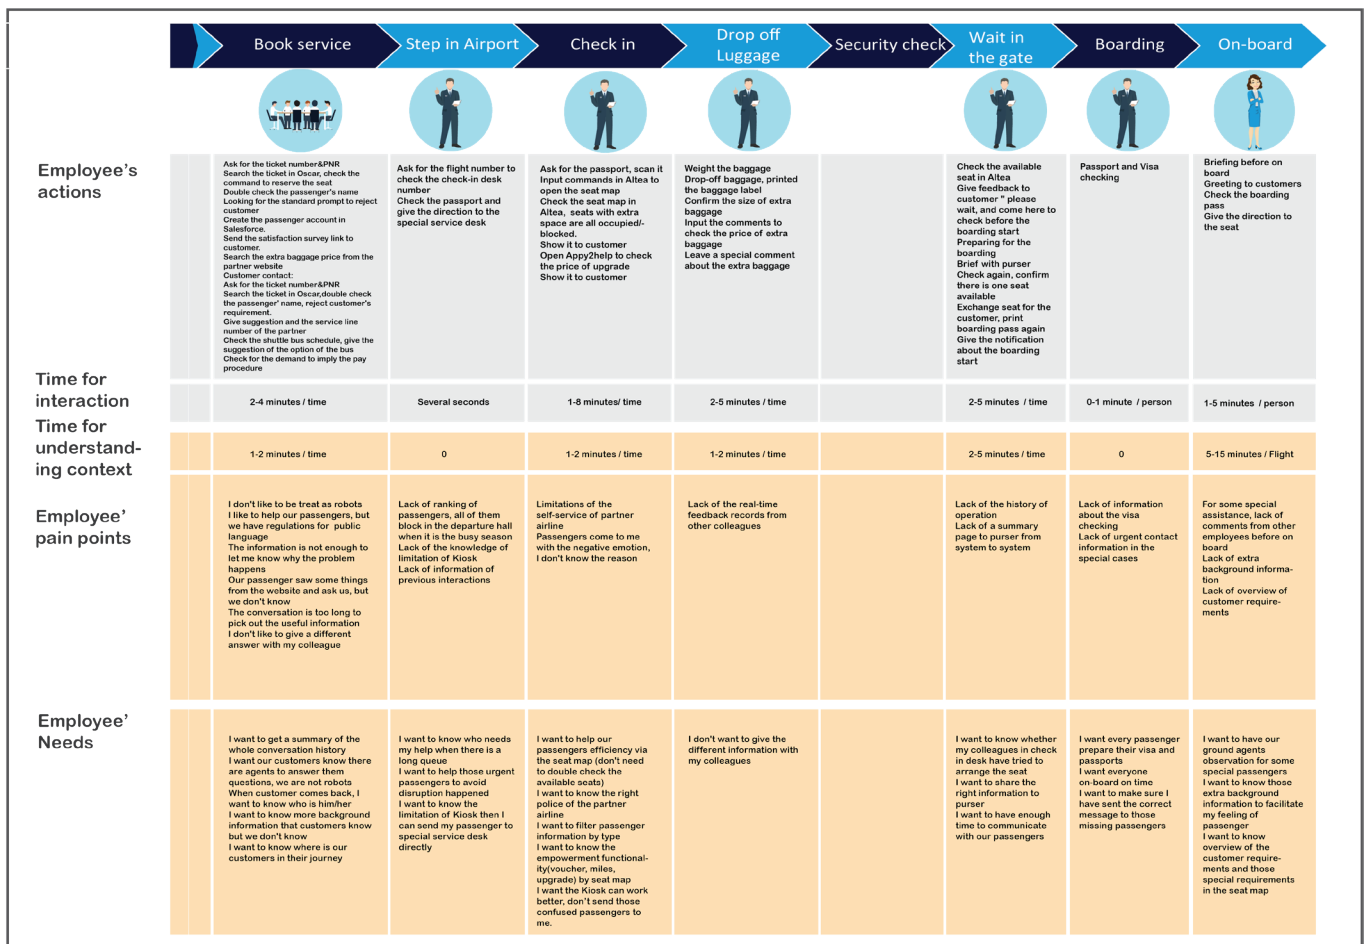 Book service
Step in Airport
Check in
Drop off
Luggage
Security check
Wait in
the gate
Boarding
On-board
Employee's
actions
Ask for the ticket number&PNR
Search the ticket in Oscar, check the
command to reserve the seat
Double check the passenger's name
Looking for the standard prompt to reject
customer
Create the passenger account in
Salesforce.
Send the satisfaction survey link to
customer.
Search the extra baggage price from the
partner website
Customer contact:
Ask for the ticket number&PNR
Search the ticket in Oscar,double check
the passenger' name, reject customer's
requirement.
Give suggestion and the service line
number of the partner
Check the shuttle bus schedule, give the
suggestion of the option of the bus
Check for the demand to imply the pay
procedure
Ask for the flight number to
check the check-in desk
number
Check the passport and
give the direction to the
special service desk
Ask for the passport, scan it
Input commands in Altea to
open the seat map
Check the seat map in
Altea, seats with extra
space are all occupied/-
blocked.
Show it to customer
Open Appy2help to check
the price of upgrade
Show it to customer
Weight the baggage
Drop-off baggage, printed
the baggage label
Confirm the size of extra
baggage
Input the comments to
check the price of extra
baggage
Leave a special comment
about the extra baggage
Check the available
seat in Altea
Give feedback to
customer " please
wait, and come here to
check before the
boarding start
Preparing for the
boarding
Brief with purser
Check again, confirm
there is one seat
available
Exchange seat for the
customer, print
boarding pass again
Give the notification
about the boarding
start
Passport and Visa
checking
Briefing before on
board
Greeting to customers
Check the boarding
pass
Give the direction to
the seat
Time for
interaction
2-4 minutes / time
Several seconds
1-8 minutes/ time
2-5 minutes / time
2-5 minutes / time
0-1 minute / person
1-5 minutes / person
Time for
understand-
ing context
1-2 minutes / time
0
1-2 minutes / time
1-2 minutes / time
2-5 minutes / time
0
5-15 minutes / Flight
Employee'
pain points
I don't like to be treat as robots
I like to help our passengers, but
we have regulations for public
language
The information is not enough to
let me know why the problem
happens
Our passenger saw some things
from the website and ask us, but
we don't know
The conversation is too long to
pick out the useful information
I don't like to give a different
answer with my colleague
Lack of ranking of
passengers, all of them
block in the departure hall
when it is the busy season
Lack of the knowledge of
limitation of Kiosk
Lack of information of
previous interactions
Limitations of the
self-service of partner
airline
Passengers come to me
with the negative emotion,
I don't know the reason
Lack of the real-time
feedback records from
other colleagues
Lack of the history of
operation
Lack of a summary
page to purser from
system to system
Lack of information
about the visa
checking
Lack of urgent contact
information in the
special cases
For some special
assistance, lack of
comments from other
employees before on
board
Lack of extra
background informa-
tion
Lack of overview of
customer require-
ments
Employee'
Needs
I want to get a summary of the
whole conversation history
I want our customers know there
are agents to answer them
questions, we are not robots
When customer comes back, I
want to know who is him/her
I want to know more background
information that customers know
but we don't know
I want to know where is our
customers in their journey
I want to know who needs
my help when there is a
long queue
I want to help those urgent
passengers to avoid
disruption happened
I want to know the
limitation of Kiosk then I
can send my passenger to
special service desk
directly
I want to help our
passengers efficiency via
the seat map (don't need
to double check the
available seats)
I want to know the right
police of the partner
airline
I want to filter passenger
information by type
I want to know the
empowerment functional-
ity(voucher, miles,
upgrade) by seat map
I want the Kiosk can work
better, don't send those
confused passengers to
me.
I don't want to give the
different information with
my colleagues
I want to know whether
my colleagues in check
in desk have tried to
arrange the seat
I want to share the
right information to
purser
I want to have enough
time to communicate
with our passengers
I want every passenger
prepare their visa and
passports
I want everyone
on-board on time
I want to make sure I
have sent the correct
message to those
missing passengers
I want to have our
ground agents
observation for some
special passengers
I want to know those
extra background
information to facilitate
my feeling of
passenger
I want to know
overview of the
customer require-
ments and those
special requirements
in the seat map